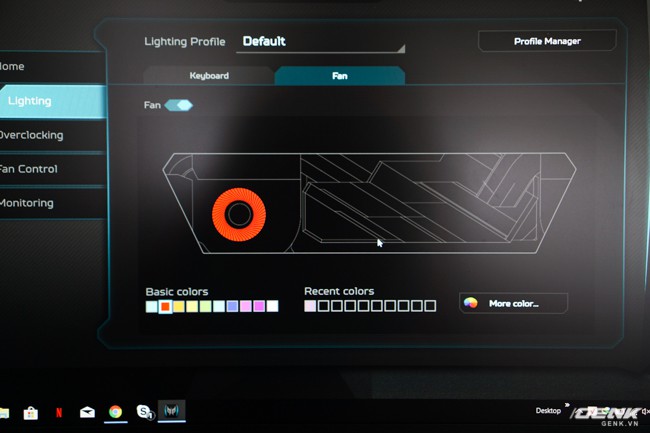 Lighting Profile Default Profile Manager
Home
Keyboard Fan
Lighting
Fan
Overclocking
Fan Control
Monitoring
Basic colors Recent colors
More color...
Desktop
GENK
GENK.VN